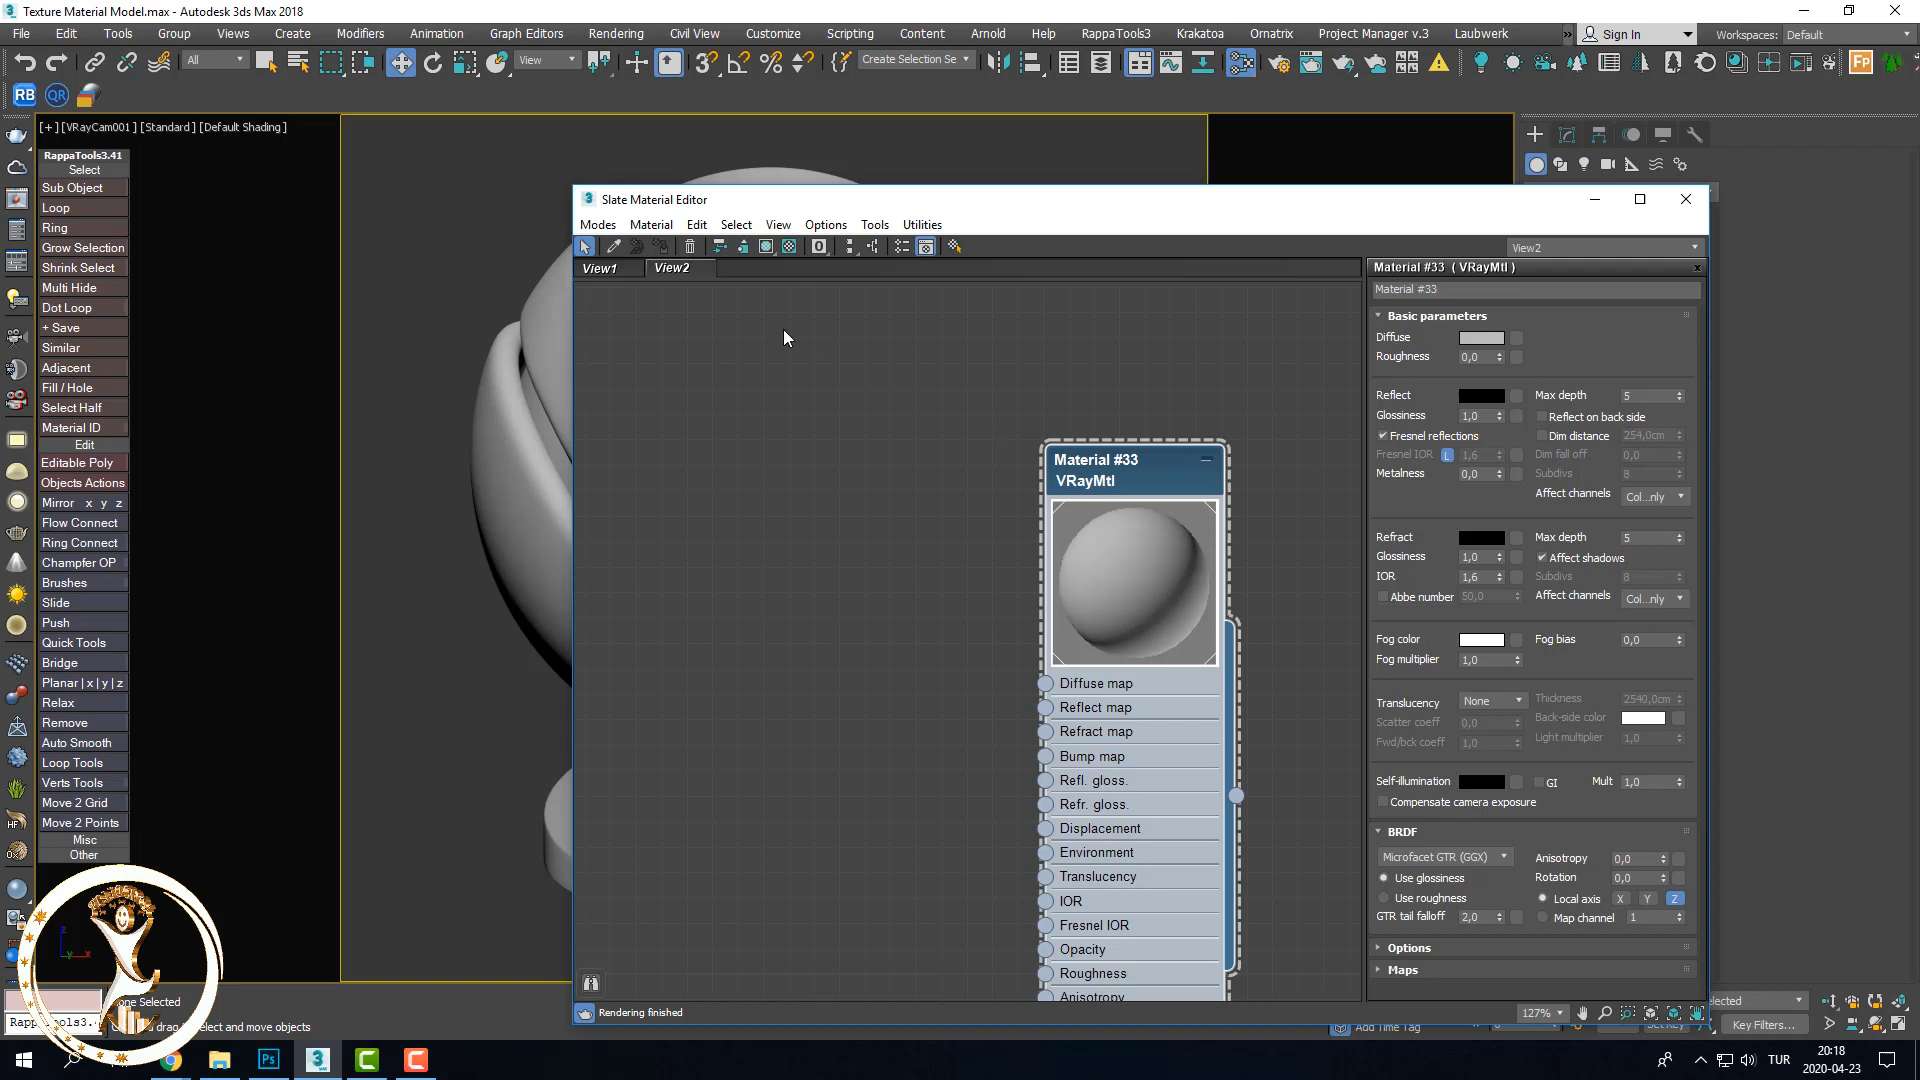 Texture Material Model.max - Autodesk 3ds Max 2018
File Edit Tools Group Views Create Modifiers Animation Graph Editors Rendering Civil View Customize Scripting Content Arnold Help RappaTools3 Krakatoa Ornatrix Project Manager v.3 Laubwerk » Sign In Workspaces: Default
All View Create Selection Se Fp
RB QR
[+] [VRayCam001] [Standard] [Default Shading]
RappaTools3.41
Select
Sub Object
Loop
Ring
Grow Selection
Shrink Select
Multi Hide
Dot Loop
+ Save
Similar
Adjacent
Fill / Hole
Select Half
Material ID
Edit
Editable Poly
Objects Actions
Mirror x y z
Flow Connect
Ring Connect
Champfer OP
Brushes
Slide
Push
Quick Tools
Bridge
Planar | x | y | z
Relax
Remove
Auto Smooth
Loop Tools
Verts Tools
Move 2 Grid
Move 2 Points
Misc
Other
Slate Material Editor
Modes Material Edit Select View Options Tools Utilities
View2
View1 View2
Material #33
VRayMtl
Diffuse map
Reflect map
Refract map
Bump map
Refl. gloss.
Refr. gloss.
Displacement
Environment
Translucency
IOR
Fresnel IOR
Opacity
Roughness
Anisotropy
Material #33 ( VRayMtl ) x
Material #33
Basic parameters
Diffuse
Roughness 0,0
Reflect Max depth 5
Glossiness 1,0 Reflect on back side
Fresnel reflections Dim distance 254,0cm
Fresnel IOR L 1,6 Dim fall off 0,0
Metalness 0,0 Subdivs 8
Affect channels Col...nly
Refract Max depth 5
Glossiness 1,0 Affect shadows
IOR 1,6 Subdivs 8
Abbe number 50,0 Affect channels Col...nly
Fog color Fog bias 0,0
Fog multiplier 1,0
Translucency None Thickness 2540,0cm
Scatter coeff 0,0 Back-side color
Fwd/bck coeff 1,0 Light multiplier 1,0
Self-illumination GI Mult 1,0
Compensate camera exposure
BRDF
Microfacet GTR (GGX) Anisotropy 0,0
Use glossiness Rotation 0,0
Use roughness Local axis X Y Z
GTR tail falloff 2,0 Map channel 1
Options
Maps
Rendering finished 127%
one Selected
select and move objects
Add Time Tag
elected
Key Filters...
Ps TUR 20:18
2020-04-23